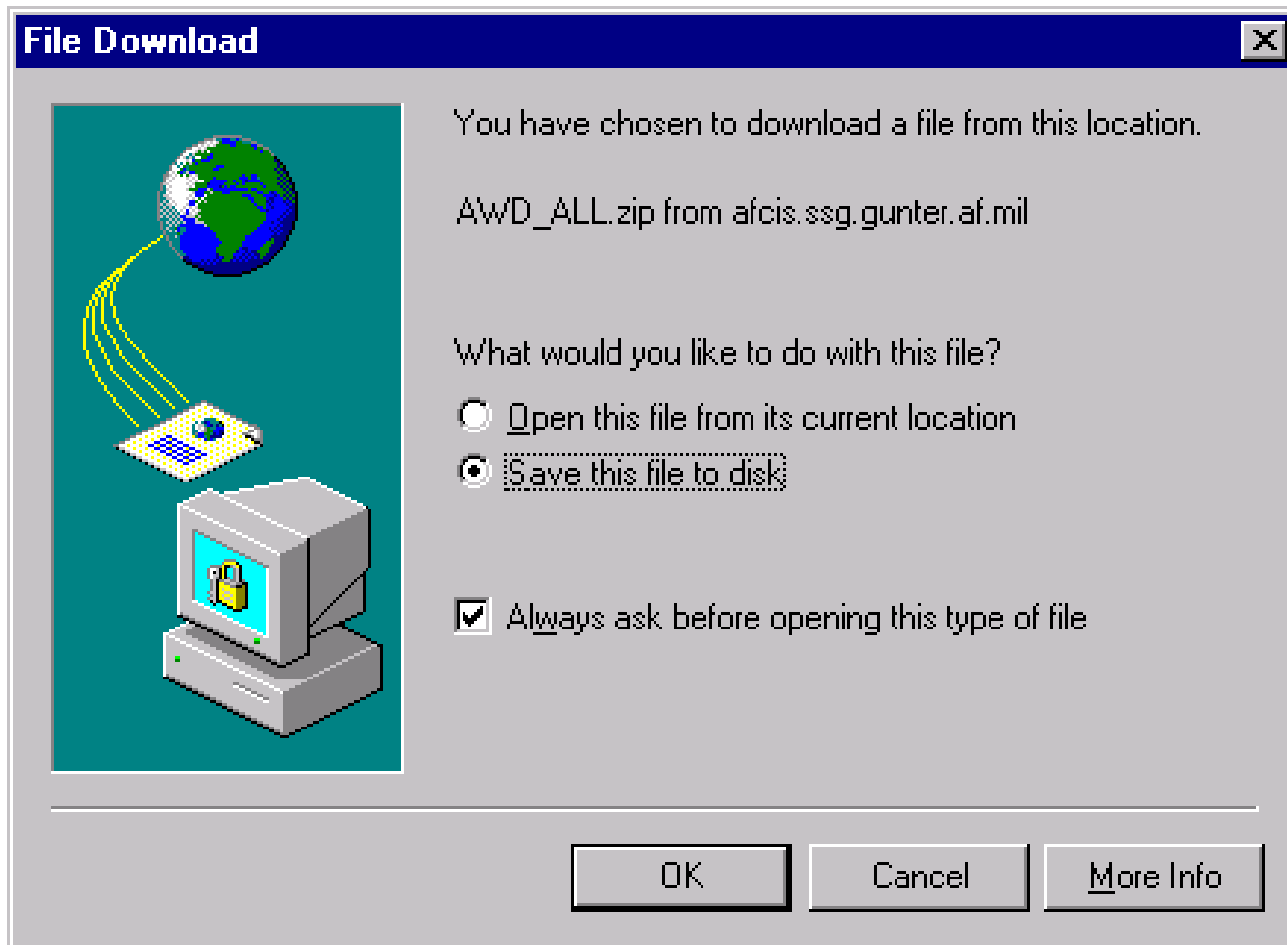 File Download
You have chosen to download a file from this location.
AWD_ALL.zip from afcis.ssg.gunter.af.mil
What would you like to do with this file?
Open this file from its current location
Save this file to disk
Always ask before opening this type of file
OK Cancel More Info